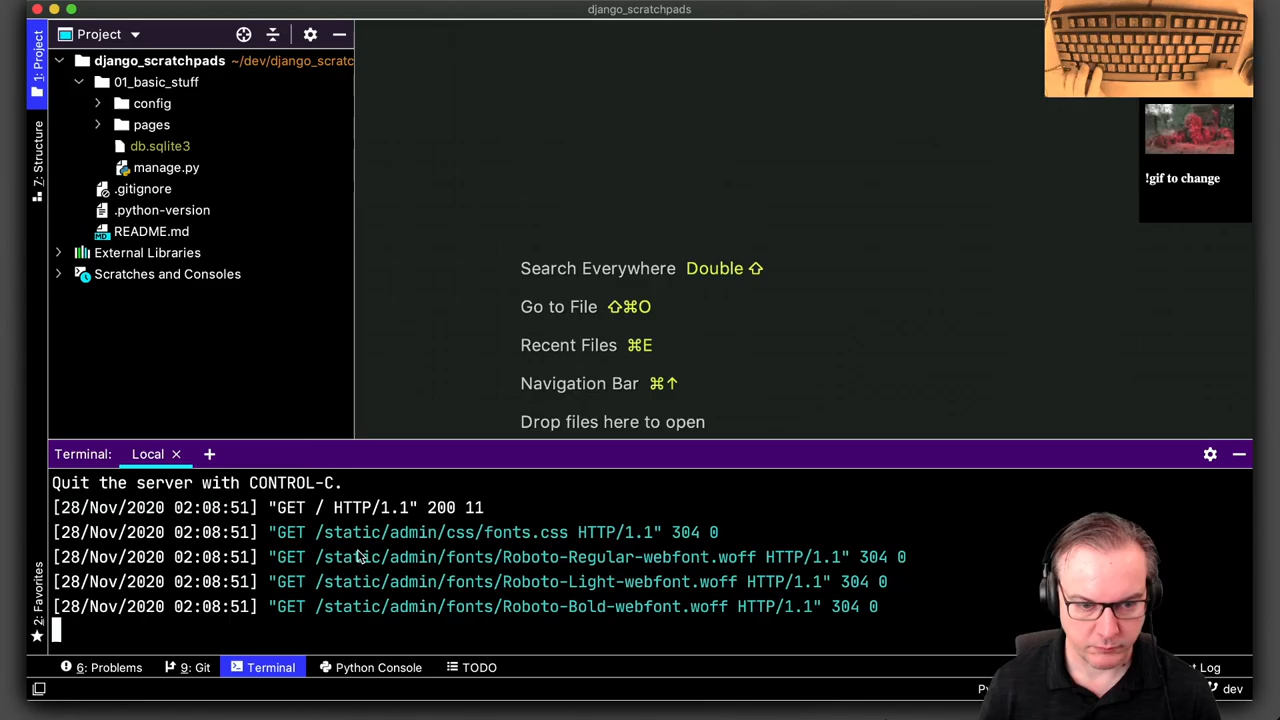 django_scratchpads
Project
1: Project
7: Structure
2: Favorites
django_scratchpads ~/dev/django_scratc
01_basic_stuff
config
pages
db.sqlite3
manage.py
.gitignore
.python-version
README.md
External Libraries
Scratches and Consoles
Search Everywhere Double ⇧
Go to File ⇧⌘O
Recent Files ⌘E
Navigation Bar ⌘↑
Drop files here to open
!gif to change
Terminal: Local × +
Quit the server with CONTROL-C.
[28/Nov/2020 02:08:51] "GET / HTTP/1.1" 200 11
[28/Nov/2020 02:08:51] "GET /static/admin/css/fonts.css HTTP/1.1" 304 0
[28/Nov/2020 02:08:51] "GET /static/admin/fonts/Roboto-Regular-webfont.woff HTTP/1.1" 304 0
[28/Nov/2020 02:08:51] "GET /static/admin/fonts/Roboto-Light-webfont.woff HTTP/1.1" 304 0
[28/Nov/2020 02:08:51] "GET /static/admin/fonts/Roboto-Bold-webfont.woff HTTP/1.1" 304 0
6: Problems 9: Git Terminal Python Console TODO t Log
Py dev